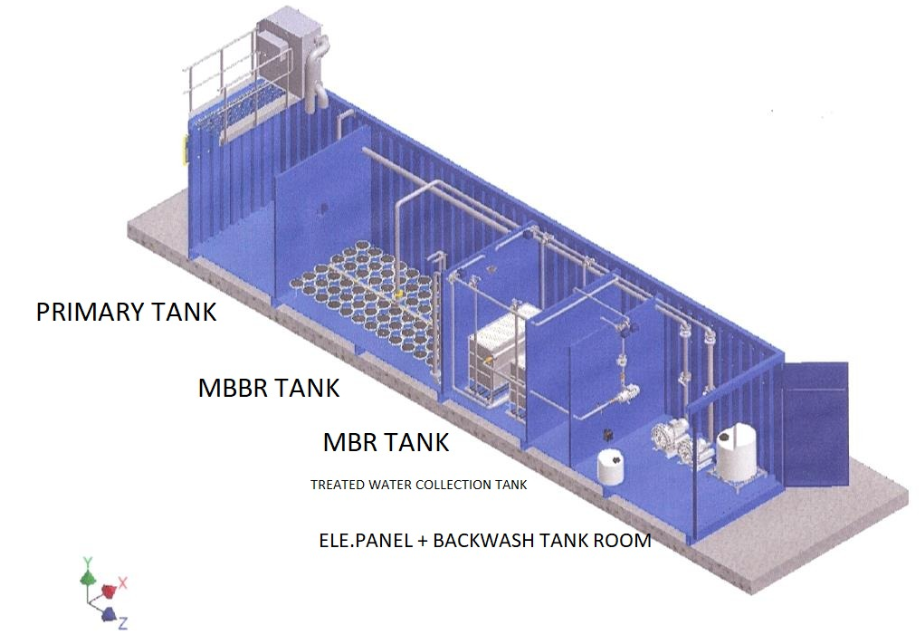 PRIMARY TANK
MBBR TANK
MBR TANK
TREATED WATER COLLECTION TANK
ELE.PANEL + BACKWASH TANK ROOM
Y
X
Z